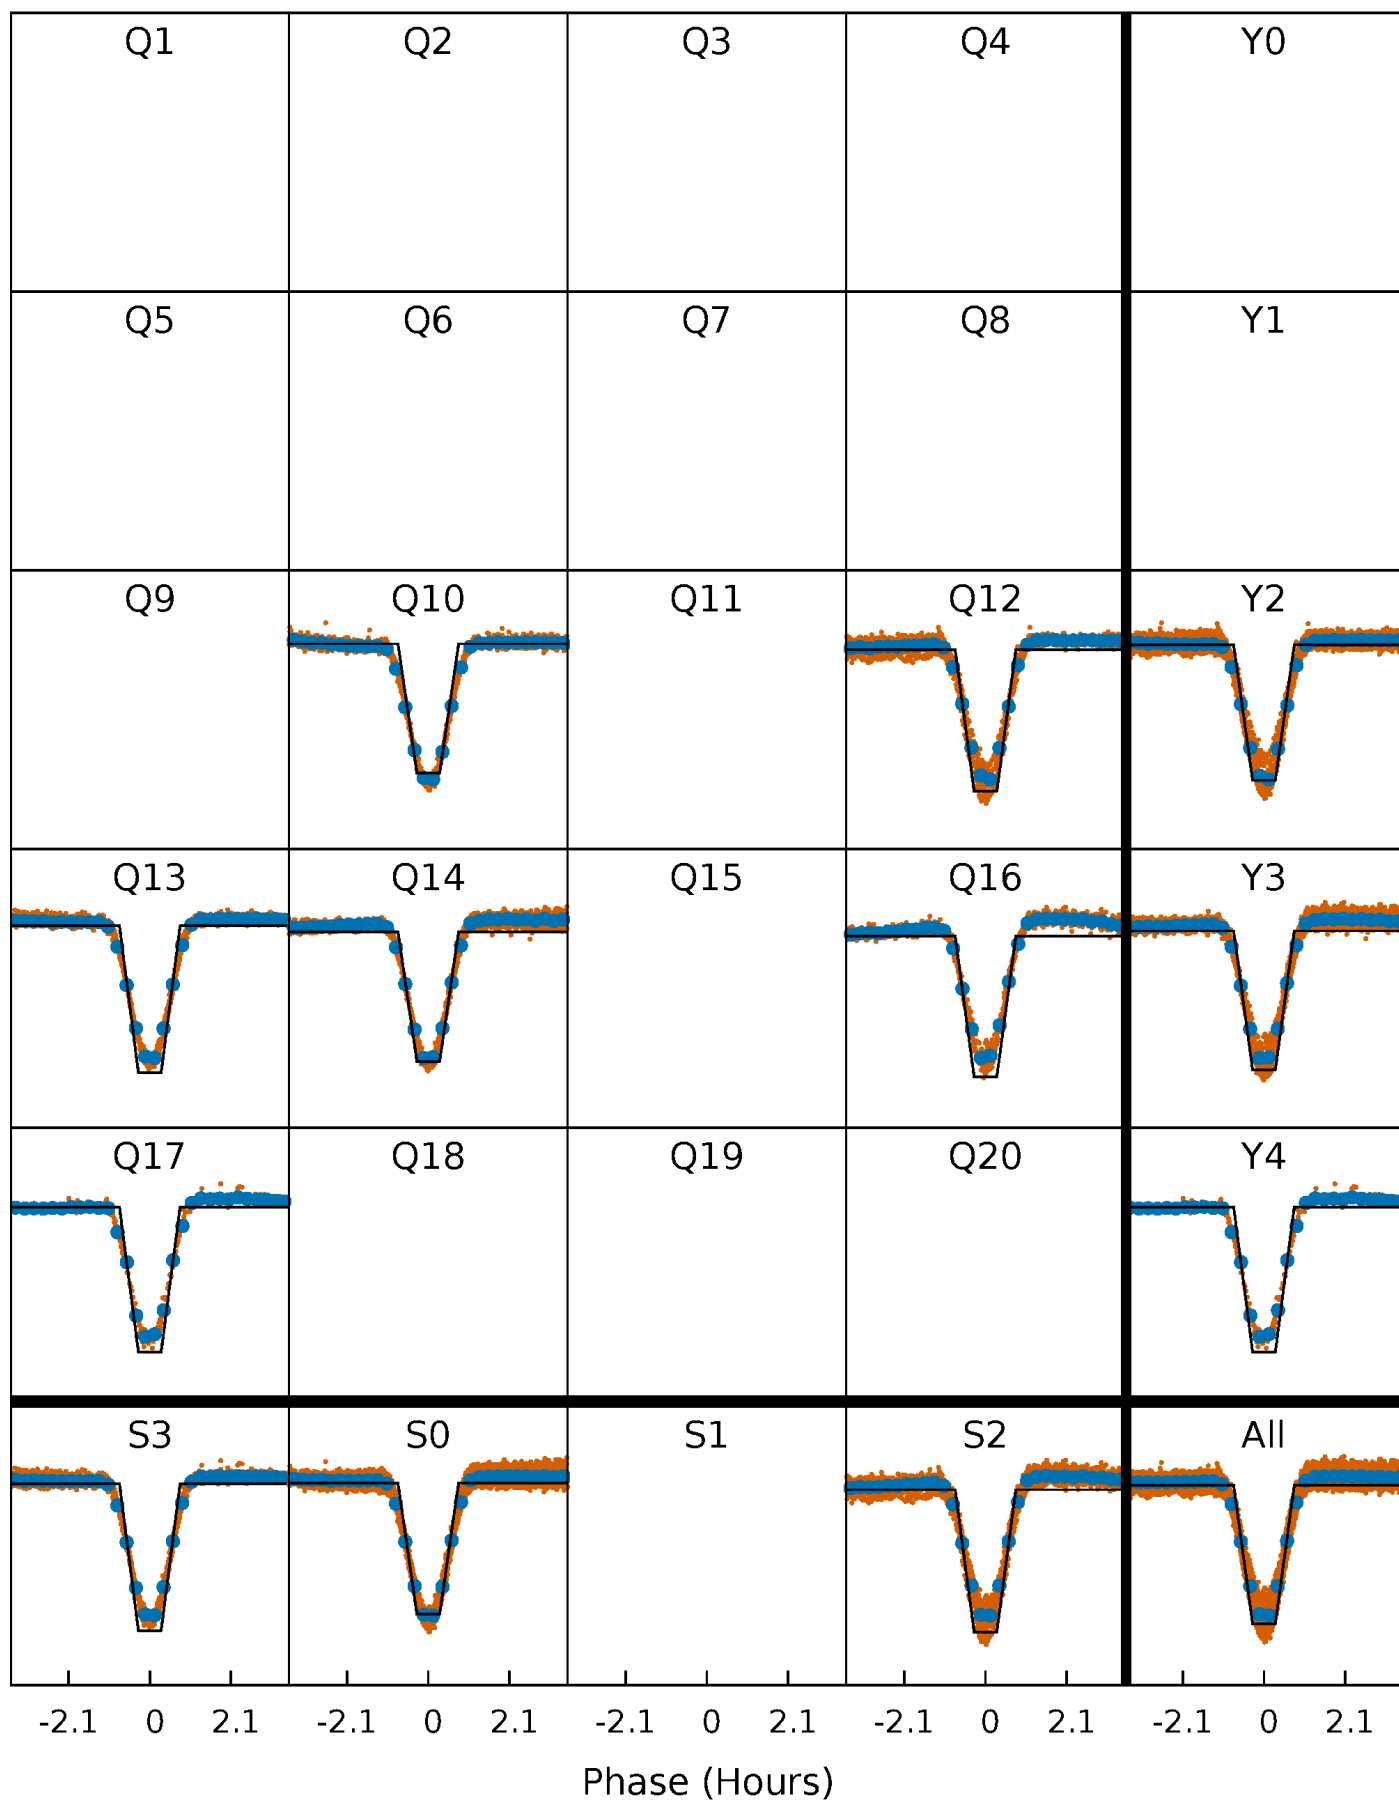 Q1 Q2 Q3 Q4 Y0
Q5 Q6 Q7 Q8 Y1
Q9 Q10 Q11 Q12 Y2
Q13 Q14 Q15 Q16 Y3
Q17 Q18 Q19 Q20 Y4
S3 S0 S1 S2 All
-2.1 0 2.1 -2.1 0 2.1 -2.1 0 2.1 -2.1 0 2.1 -2.1 0 2.1
Phase (Hours)